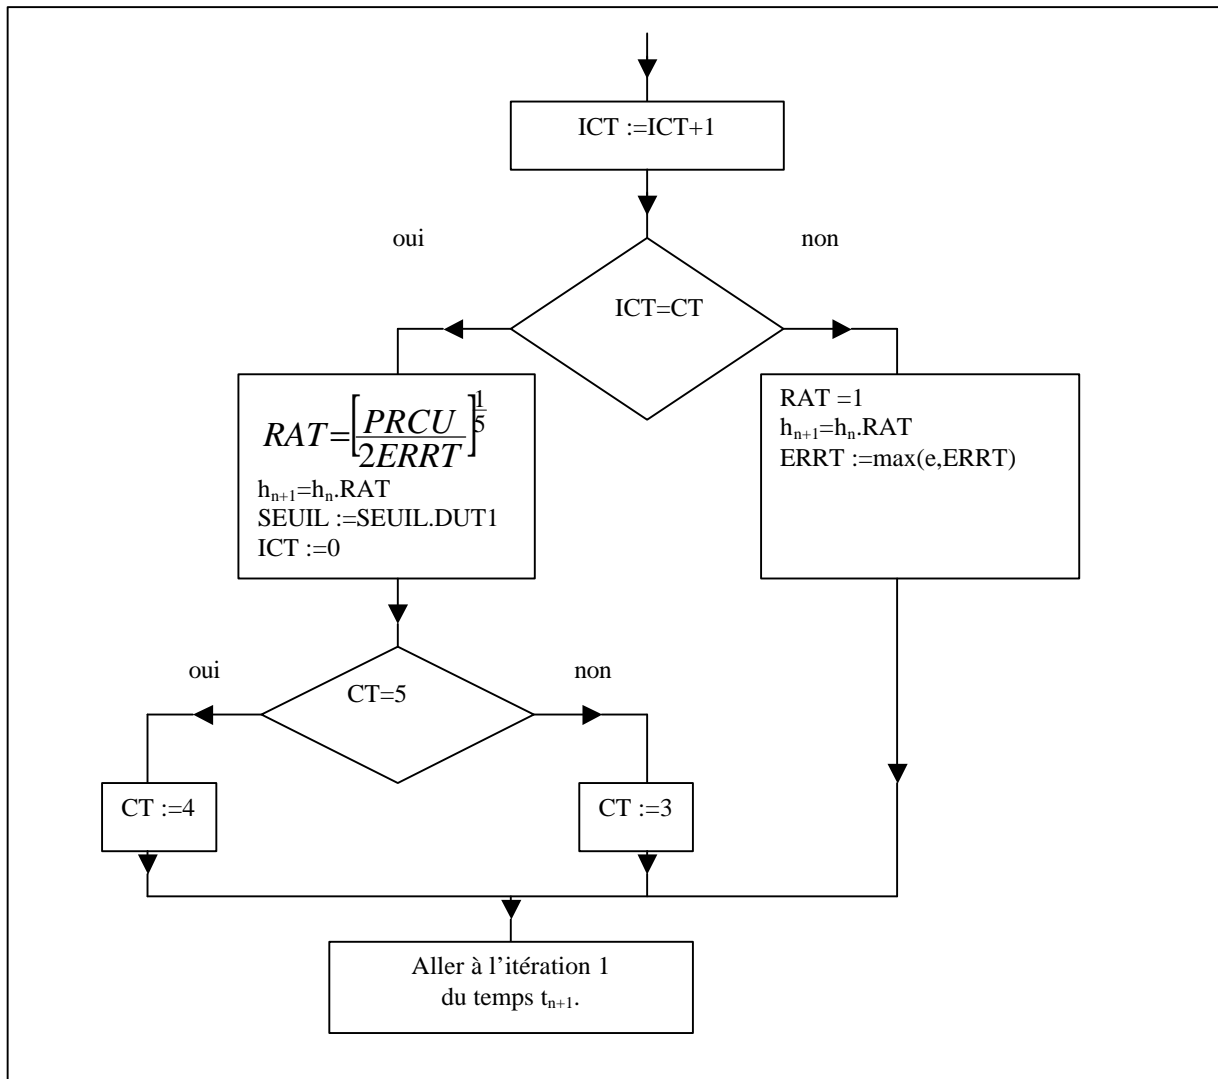 ICT :=ICT+1
oui
non
ICT=CT
RAT=[PRCU/2ERRT]^1/5
h_{n+1}=h_n.RAT
SEUIL :=SEUIL.DUT1
ICT :=0
RAT =1
h_{n+1}=h_n.RAT
ERRT :=max(e,ERRT)
oui
non
CT=5
CT :=4
CT :=3
Aller à l’itération 1
du temps t_{n+1}.